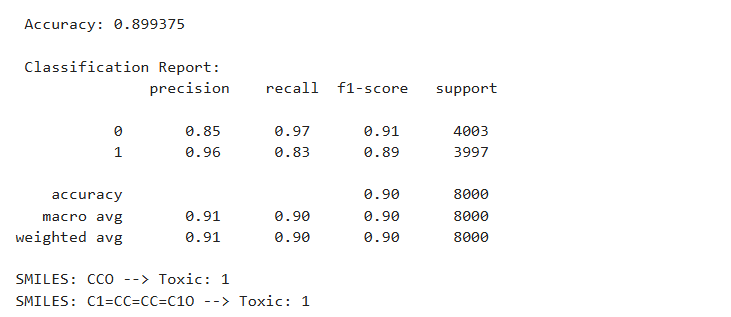 Accuracy: 0.899375
Classification Report:
precision recall f1-score support
0 0.85 0.97 0.91 4003
1 0.96 0.83 0.89 3997
accuracy 0.90 8000
macro avg 0.91 0.90 0.90 8000
weighted avg 0.91 0.90 0.90 8000
SMILES: CCO --> Toxic: 1
SMILES: C1=CC=CC=C1O --> Toxic: 1